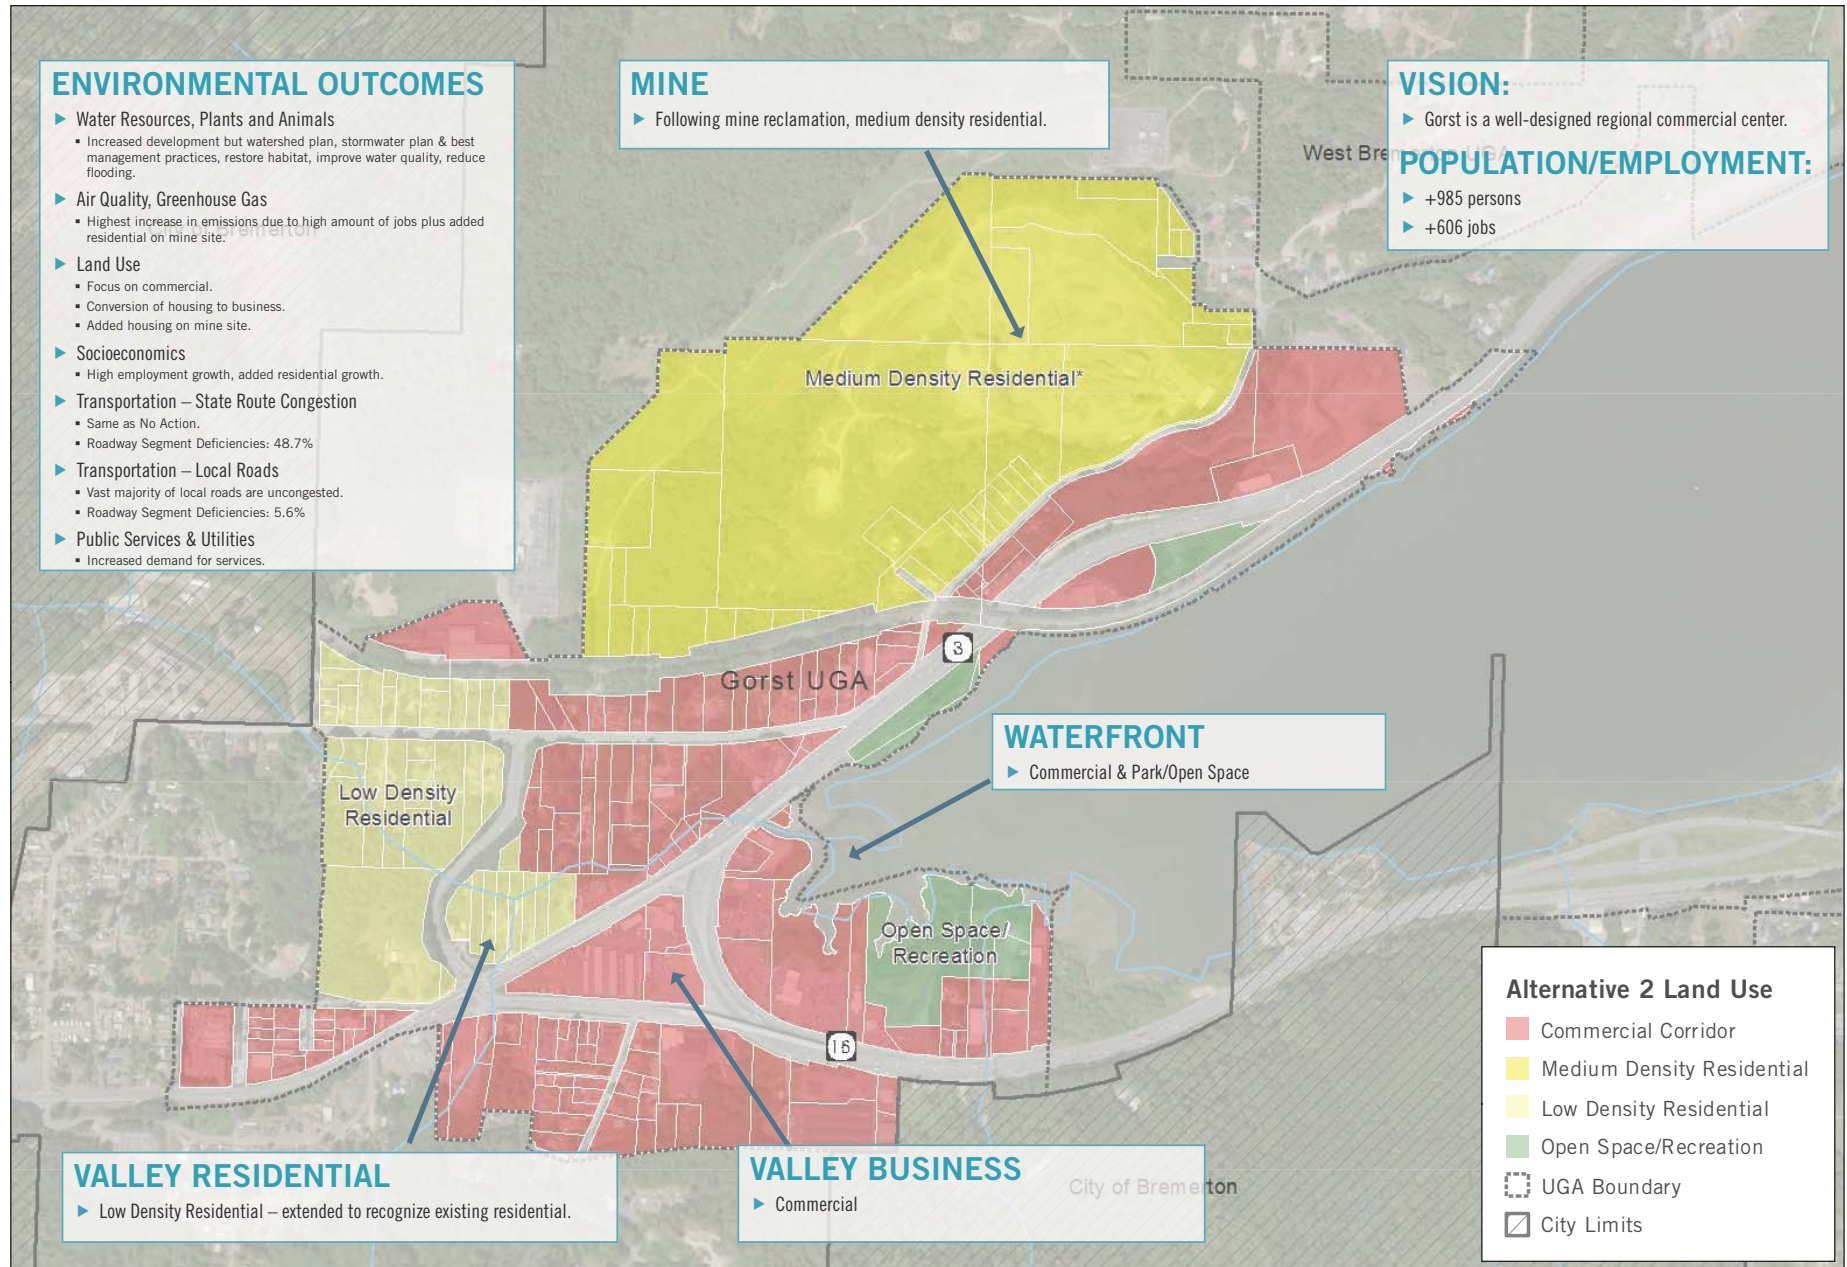 ENVIRONMENTAL OUTCOMES
▶ Water Resources, Plants and Animals
▪ Increased development but watershed plan, stormwater plan & best
management practices, restore habitat, improve water quality, reduce
flooding.
▶ Air Quality, Greenhouse Gas
▪ Highest increase in emissions due to high amount of jobs plus added
residential on mine site.
City of Bremerton
▶ Land Use
▪ Focus on commercial.
▪ Conversion of housing to business.
▪ Added housing on mine site.
▶ Socioeconomics
▪ High employment growth, added residential growth.
▶ Transportation – State Route Congestion
▪ Same as No Action.
▪ Roadway Segment Deficiencies: 48.7%
▶ Transportation – Local Roads
▪ Vast majority of local roads are uncongested.
▪ Roadway Segment Deficiencies: 5.6%
▶ Public Services & Utilities
▪ Increased demand for services.
MINE
▶ Following mine reclamation, medium density residential.
VISION:
▶ Gorst is a well-designed regional commercial center.
West Bremerton UGA
POPULATION/EMPLOYMENT:
▶ +985 persons
▶ +606 jobs
Medium Density Residential*
3
Gorst UGA
WATERFRONT
▶ Commercial & Park/Open Space
Low Density
Residential
Open Space/
Recreation
16
VALLEY RESIDENTIAL
▶ Low Density Residential – extended to recognize existing residential.
VALLEY BUSINESS
▶ Commercial
City of Bremerton
Alternative 2 Land Use
Commercial Corridor
Medium Density Residential
Low Density Residential
Open Space/Recreation
UGA Boundary
City Limits